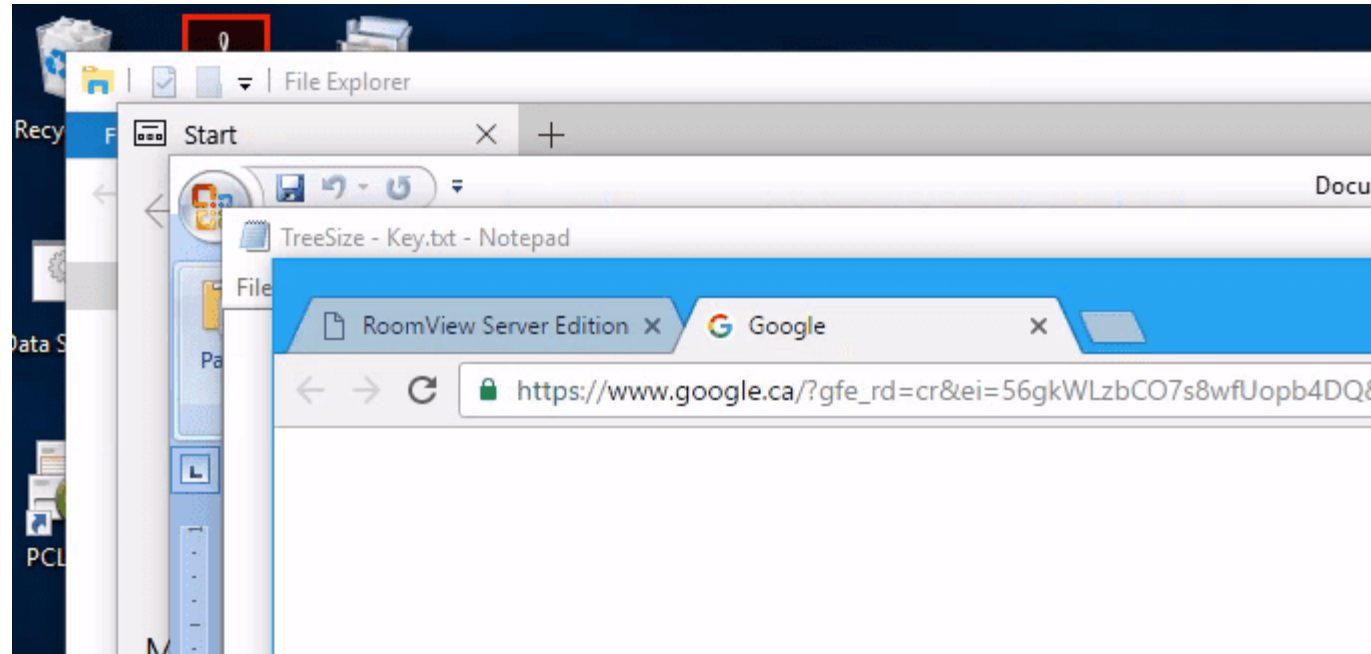 File Explorer
Recy
F
Start
Docu
TreeSize - Key.txt - Notepad
File
RoomView Server Edition
Google
Data S
Pa
https://www.google.ca/?gfe_rd=cr&ei=56gkWLzbCO7s8wfUopb4DQ&
PCL
M